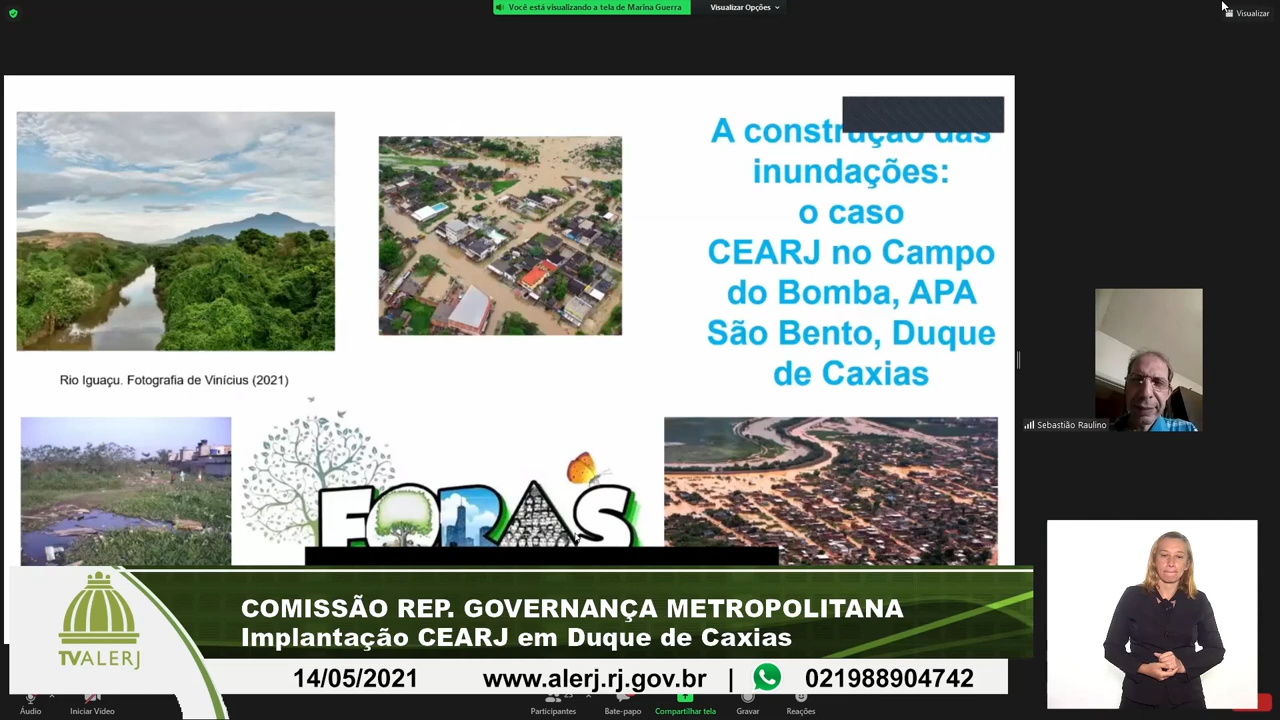 Você está visualizando a tela de Marina Guerra
Visualizar Opções
Visualizar
A construção das
inundações:
o caso
CEARJ no Campo
do Bomba, APA
São Bento, Duque
de Caxias
Rio Iguaçu. Fotografia de Vinícius (2021)
Sebastião Raulino
FORAS
COMISSÃO REP. GOVERNANÇA METROPOLITANA
Implantação CEARJ em Duque de Caxias
TVALERJ
14/05/2021 www.alerj.rj.gov.br | 021988904742
Áudio
Iniciar Vídeo
Participantes
Bate-papo
Compartilhar tela
Gravar
Reações